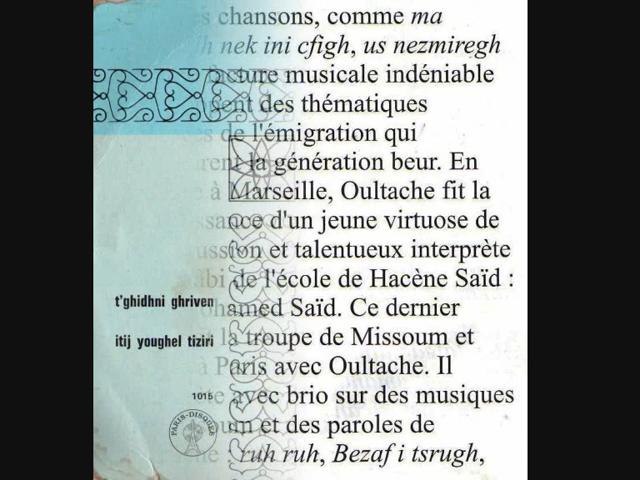 chansons, comme ma
nek ini cfigh, us nezmiregh
musicale indéniable
des thématiques
de l'émigration qui
la génération beur. En
à Marseille, Oultache fit la
d'un jeune virtuose de
et talentueux interprète
de l'école de Hacène Saïd :
Saïd. Ce dernier
la troupe de Missoum et
à Paris avec Oultache. Il
avec brio sur des musiques
et des paroles de
: ruh ruh, Bezaf i tsrugh,
t'ghidhni ghriven
itij youghel tiziri
1015
PARIS-DISQUES